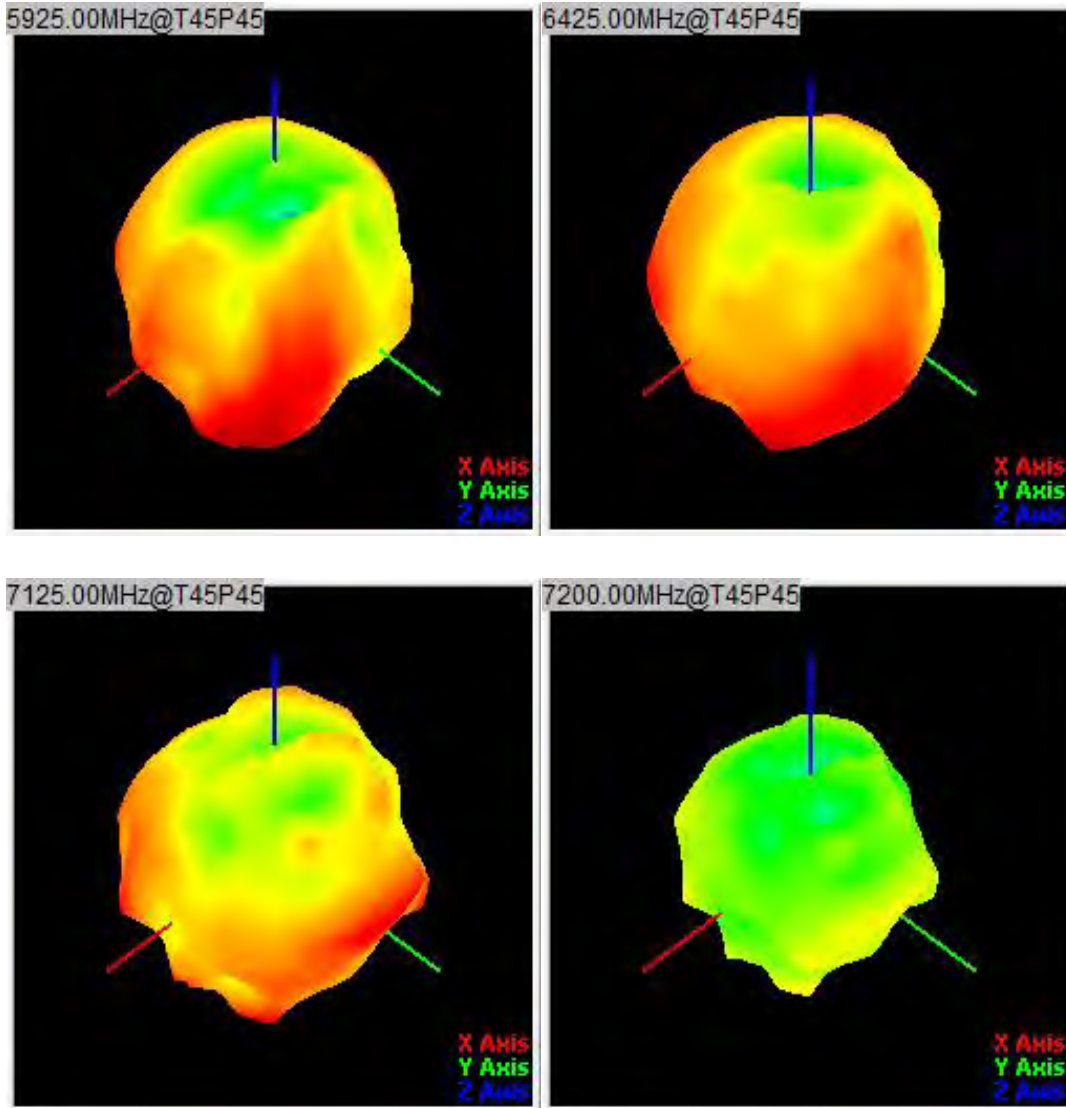 5925.00MHz@T45P45
X Axis
Y Axis
Z Axis
6425.00MHz@T45P45
X Axis
Y Axis
Z Axis
7125.00MHz@T45P45
X Axis
Y Axis
Z Axis
7200.00MHz@T45P45
X Axis
Y Axis
Z Axis